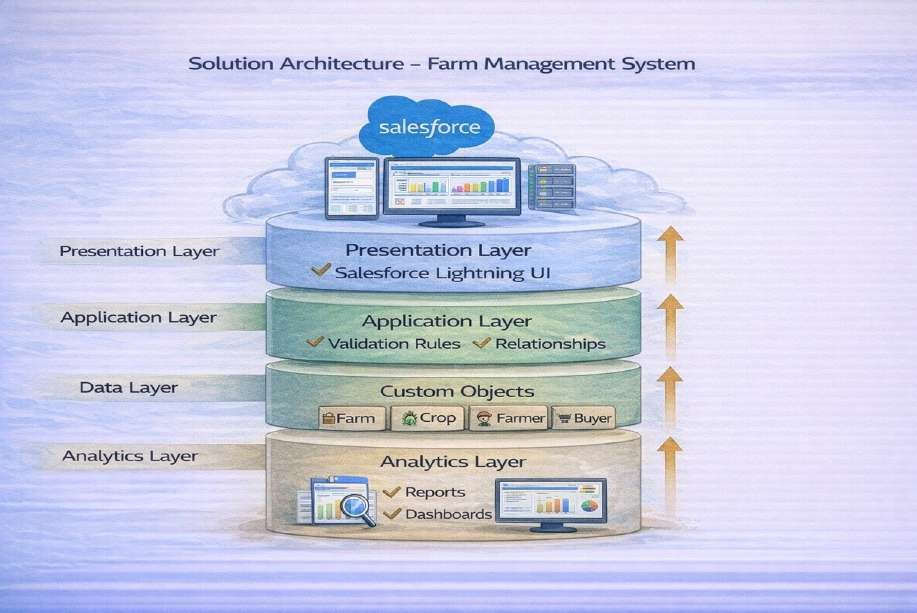 Solution Architecture – Farm Management System
salesforce
Presentation Layer
Presentation Layer
Salesforce Lightning UI
Application Layer
Application Layer
Validation Rules Relationships
Data Layer
Custom Objects
Farm Crop Farmer Buyer
Analytics Layer
Analytics Layer
Reports
Dashboards